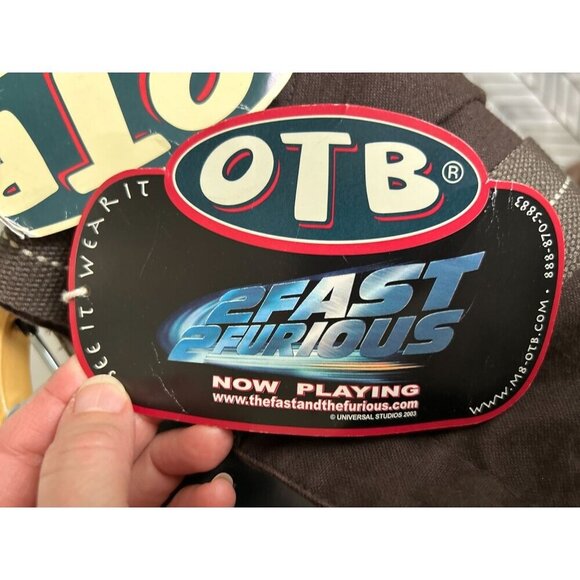 OTB®
SEE IT WEAR IT
2FAST
2FURIOUS
NOW PLAYING
www.thefastandthefurious.com
© UNIVERSAL STUDIOS 2003
www.M8-OTB.COM • 888-870-3883